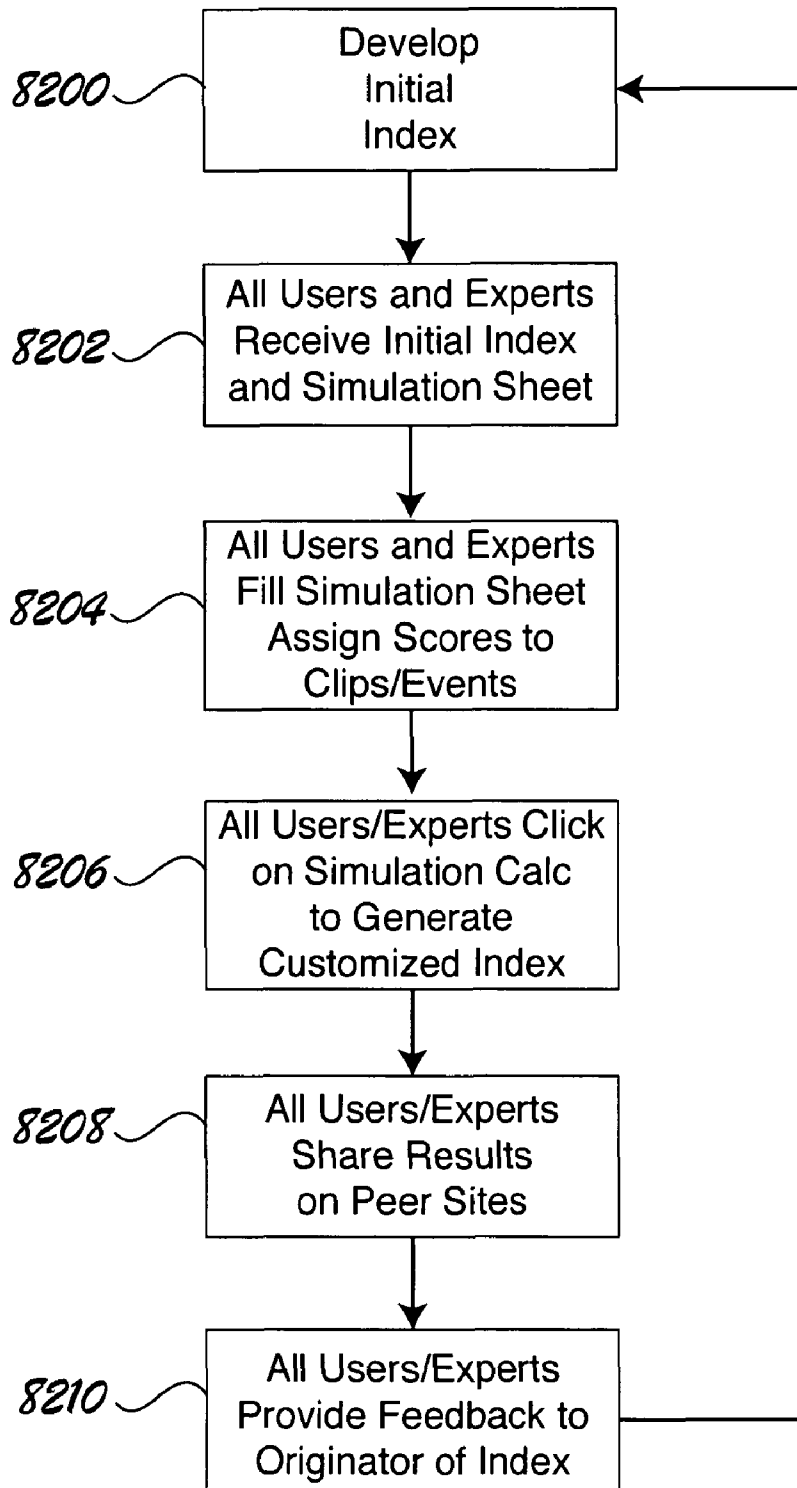 8200
Develop
Initial
Index
8202
All Users and Experts
Receive Initial Index
and Simulation Sheet
8204
All Users and Experts
Fill Simulation Sheet
Assign Scores to
Clips/Events
8206
All Users/Experts Click
on Simulation Calc
to Generate
Customized Index
8208
All Users/Experts
Share Results
on Peer Sites
8210
All Users/Experts
Provide Feedback to
Originator of Index